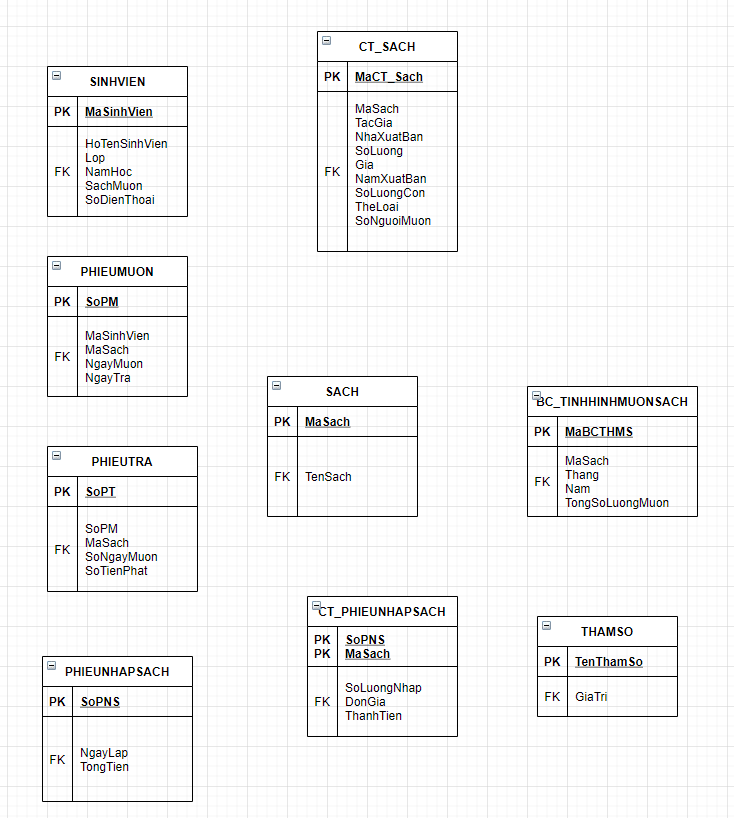 SINHVIEN
PK MaSinhVien
FK
HoTenSinhVien
Lop
NamHoc
SachMuon
SoDienThoai
CT_SACH
PK MaCT_Sach
FK
MaSach
TacGia
NhaXuatBan
SoLuong
Gia
NamXuatBan
SoLuongCon
TheLoai
SoNguoiMuon
PHIEUMUON
PK SoPM
FK
MaSinhVien
MaSach
NgayMuon
NgayTra
SACH
PK MaSach
FK TenSach
BC_TINHHINHMUONSACH
PK MaBCTHMS
FK
MaSach
Thang
Nam
TongSoLuongMuon
PHIEUTRA
PK SoPT
FK
SoPM
MaSach
SoNgayMuon
SoTienPhat
CT_PHIEUNHAPSACH
PK SoPNS
PK MaSach
FK
SoLuongNhap
DonGia
ThanhTien
THAMSO
PK TenThamSo
FK GiaTri
PHIEUNHAPSACH
PK SoPNS
FK
NgayLap
TongTien